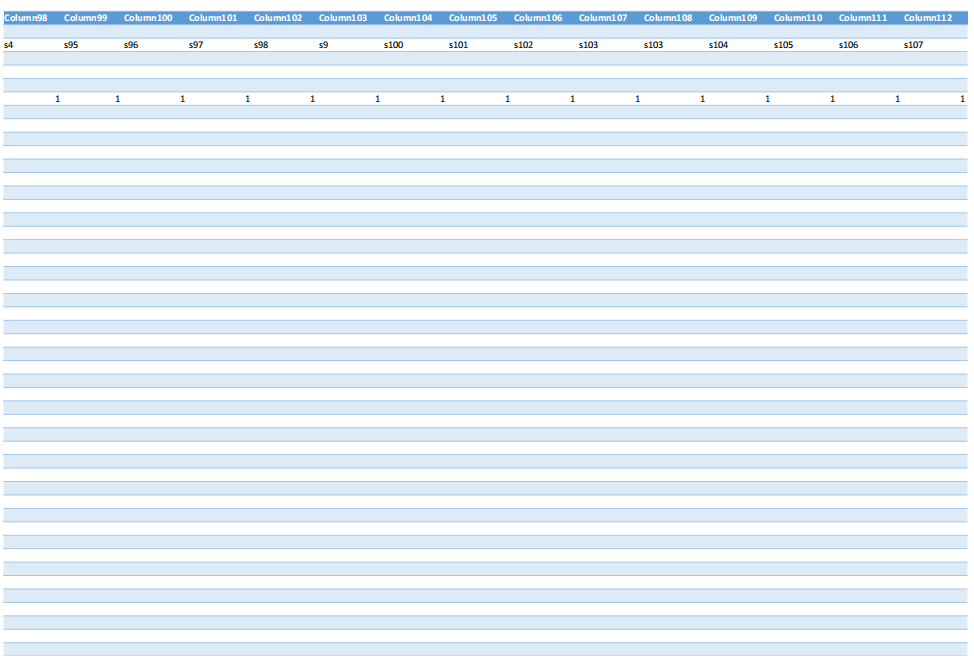 Column98 Column99 Column100 Column101 Column102 Column103 Column104 Column105 Column106 Column107 Column108 Column109 Column110 Column111 Column112
s4 s95 s96 s97 s98 s9 s100 s101 s102 s103 s103 s104 s105 s106 s107
1 1 1 1 1 1 1 1 1 1 1 1 1 1 1